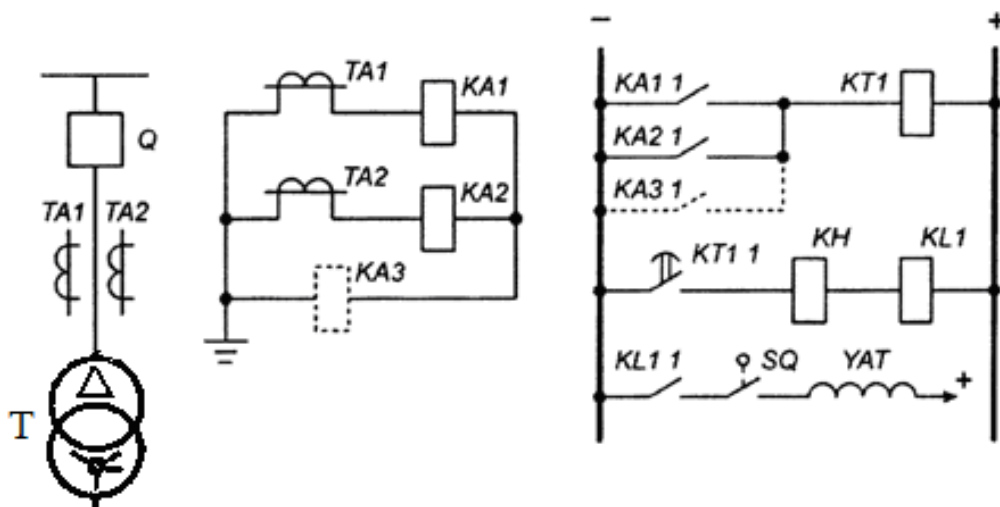 Q
TA1 TA2
T
TA1 KA1
TA2 KA2
KA3
− +
KA1 1 KT1
KA2 1
KA3 1
KT1 1 KH KL1
KL1 1 SQ YAT +